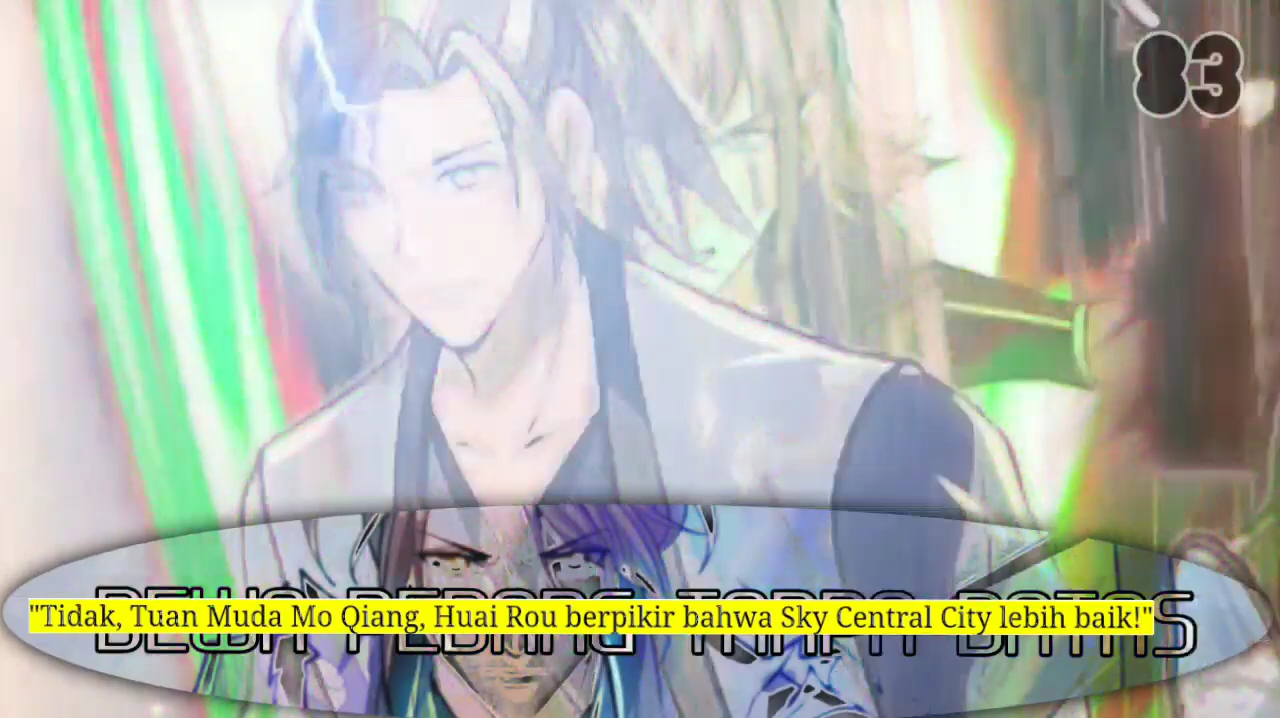 83
"Tidak, Tuan Muda Mo Qiang, Huai Rou berpikir bahwa Sky Central City lebih baik!"
DEWA PEDANG TANPA BATAS